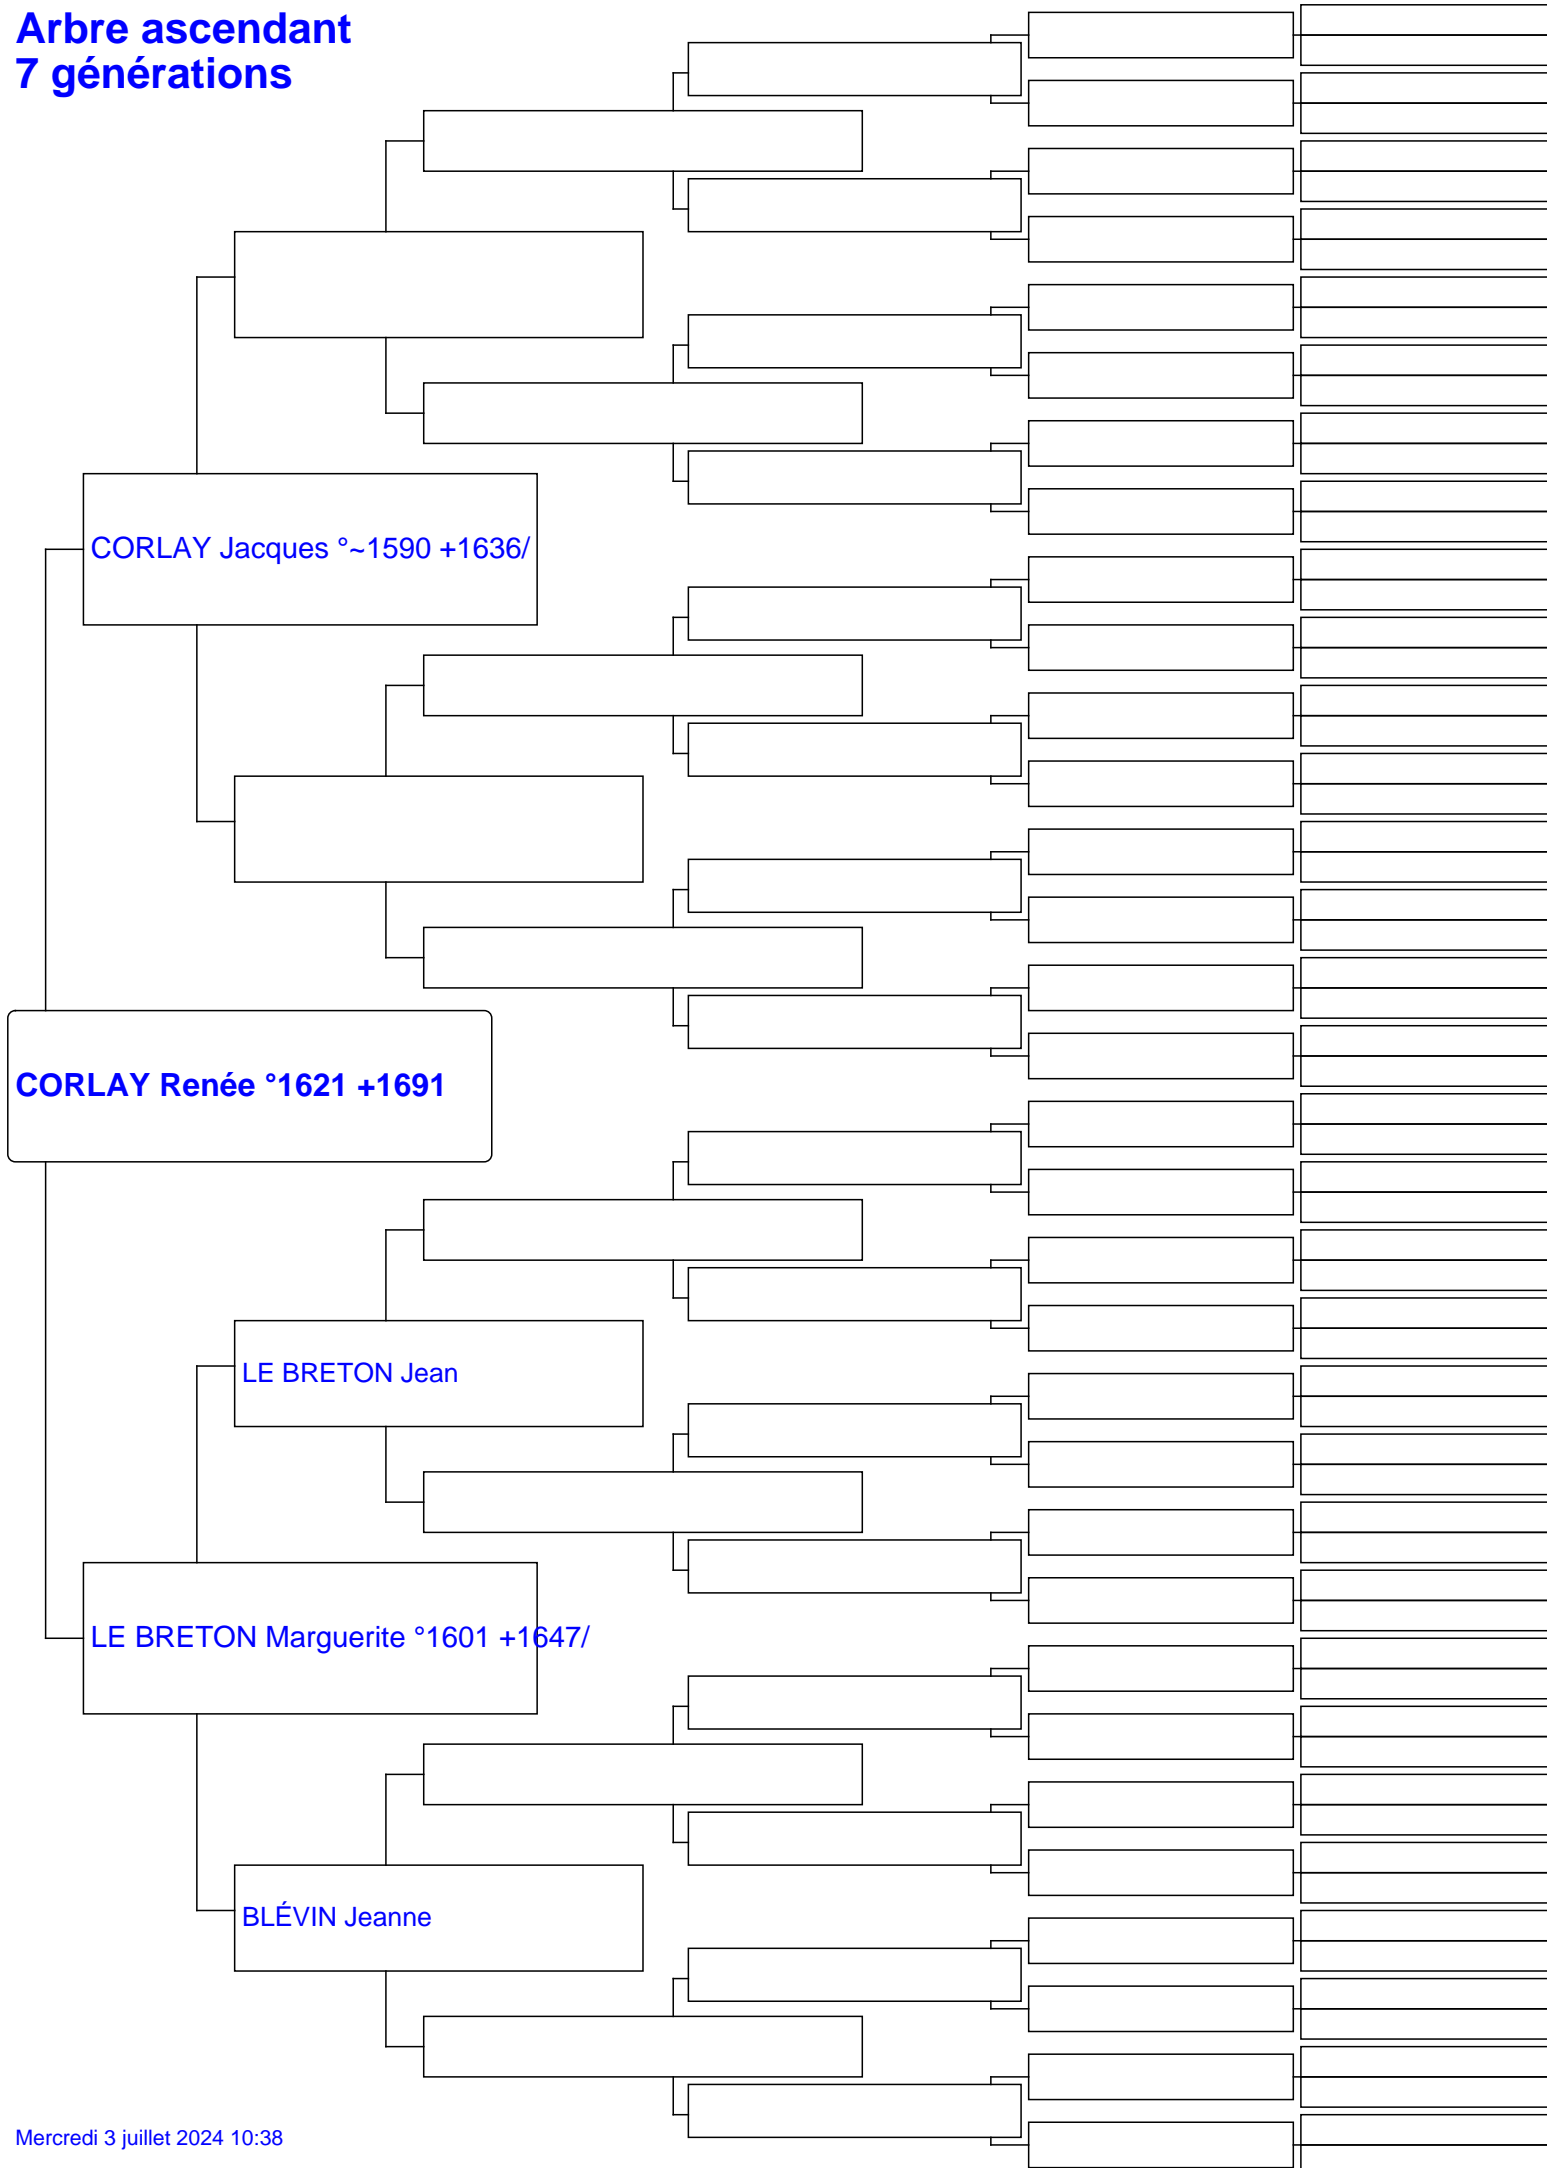 Arbre ascendant
7 générations
CORLAY Jacques °~1590 +1636/
CORLAY Renée °1621 +1691
LE BRETON Jean
LE BRETON Marguerite °1601 +1647/
BLÉVIN Jeanne
Mercredi 3 juillet 2024 10:38